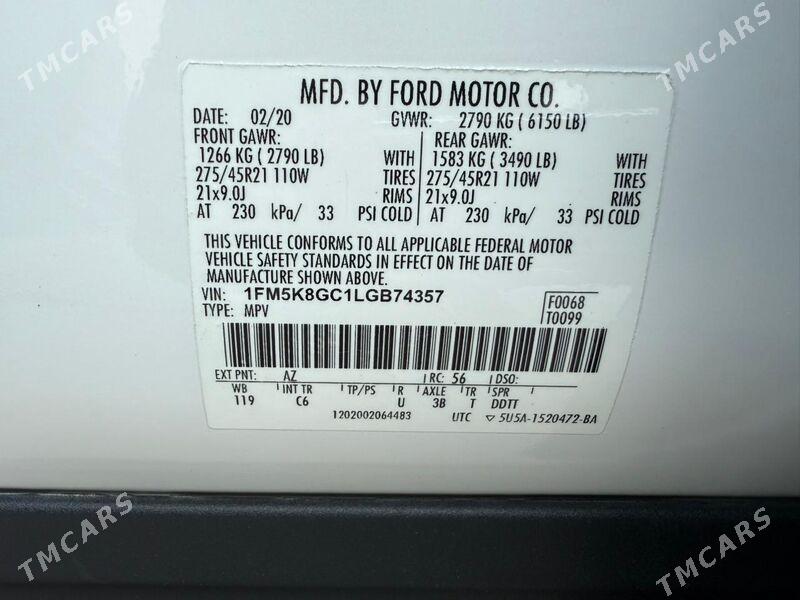 TMCARS
TMCARS
TMCARS
MFD. BY FORD MOTOR CO.
DATE: 02/20 GVWR: 2790 KG ( 6150 LB)
FRONT GAWR: REAR GAWR:
1266 KG ( 2790 LB) WITH 1583 KG ( 3490 LB) WITH
275/45R21 110W TIRES 275/45R21 110W TIRES
21x9.0J RIMS 21x9.0J RIMS
AT 230 kPa/ 33 PSI COLD AT 230 kPa/ 33 PSI COLD
THIS VEHICLE CONFORMS TO ALL APPLICABLE FEDERAL MOTOR
VEHICLE SAFETY STANDARDS IN EFFECT ON THE DATE OF
MANUFACTURE SHOWN ABOVE.
VIN: 1FM5K8GC1LGB74357 F0068
TYPE: MPV T0099
EXT PNT: AZ RC: 56 DSO:
WB INT TR TP/PS R AXLE TR SPR
119 C6 U 3B T DDTT
1202002064483 UTC ▽ 5U5A-1520472-BA
TMCARS
TMCARS